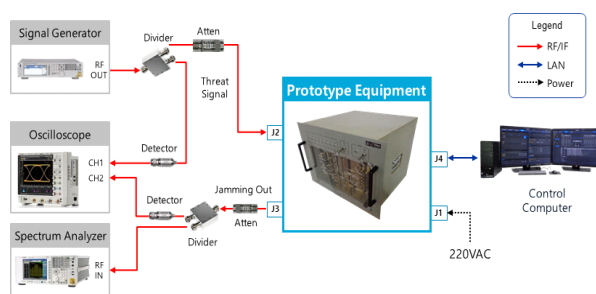 Signal Generator
RF
OUT
Divider
Atten
Threat
Signal
Oscilloscope
CH1
CH2
Detector
Detector
Jamming Out
Atten
Divider
Spectrum Analyzer
RF
IN
Prototype Equipment
J2
J3
J4
J1
220VAC
Control
Computer
Legend
RF/IF
LAN
Power